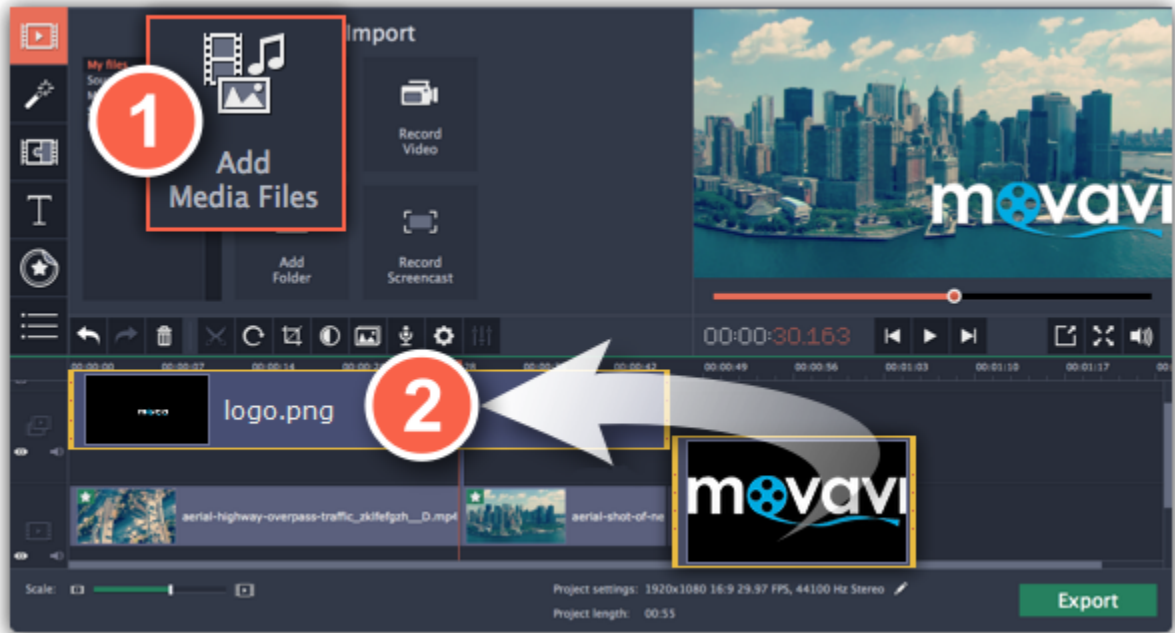 Import
My files
1
Add
Media Files
Record
Video
Add
Folder
Record
Screencast
movavi
00:00:30.163
00:00:00
00:00:07
00:00:14
00:00:42
00:00:49
00:00:56
00:01:03
00:01:10
00:01:17
logo.png
2
movavi
aerial-highway-overpass-traffic_zklfefgzh__D.mp4
aerial-shot-of-ne
Scale:
Project settings: 1920x1080 16:9 29.97 FPS, 44100 Hz Stereo
Project length: 00:55
Export